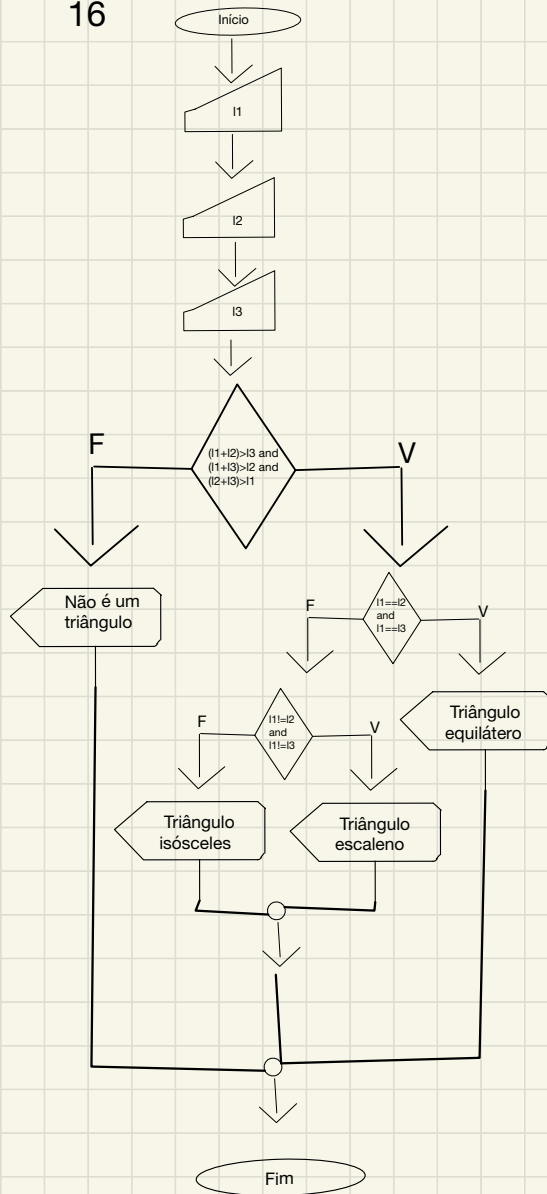 16
Início
l1
l2
l3
(l1+l2)>l3 and
(l1+l3)>l2 and
(l2+l3)>l1
F
V
Não é um
triângulo
l1==l2
and
l1==l3
F
V
Triângulo
equilátero
l1!=l2
and
l1!=l3
F
V
Triângulo
isósceles
Triângulo
escaleno
Fim